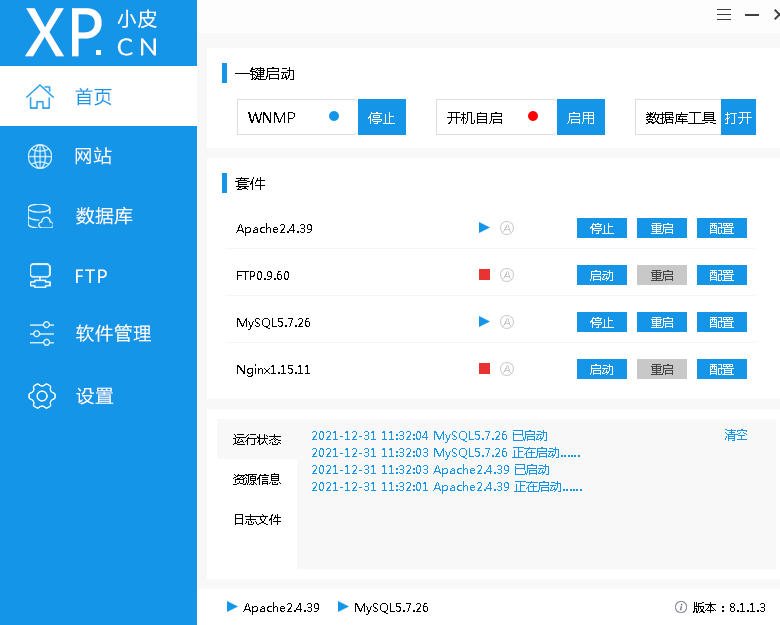 XP.小皮
CN
首页
网站
数据库
FTP
软件管理
设置
一键启动
WNMP 停止 开机自启 启用 数据库工具 打开
套件
Apache2.4.39 A 停止 重启 配置
FTP0.9.60 A 启动 重启 配置
MySQL5.7.26 A 停止 重启 配置
Nginx1.15.11 A 启动 重启 配置
运行状态
资源信息
日志文件
2021-12-31 11:32:04 MySQL5.7.26 已启动 清空
2021-12-31 11:32:03 MySQL5.7.26 正在启动......
2021-12-31 11:32:03 Apache2.4.39 已启动
2021-12-31 11:32:01 Apache2.4.39 正在启动......
Apache2.4.39 MySQL5.7.26 版本：8.1.1.3